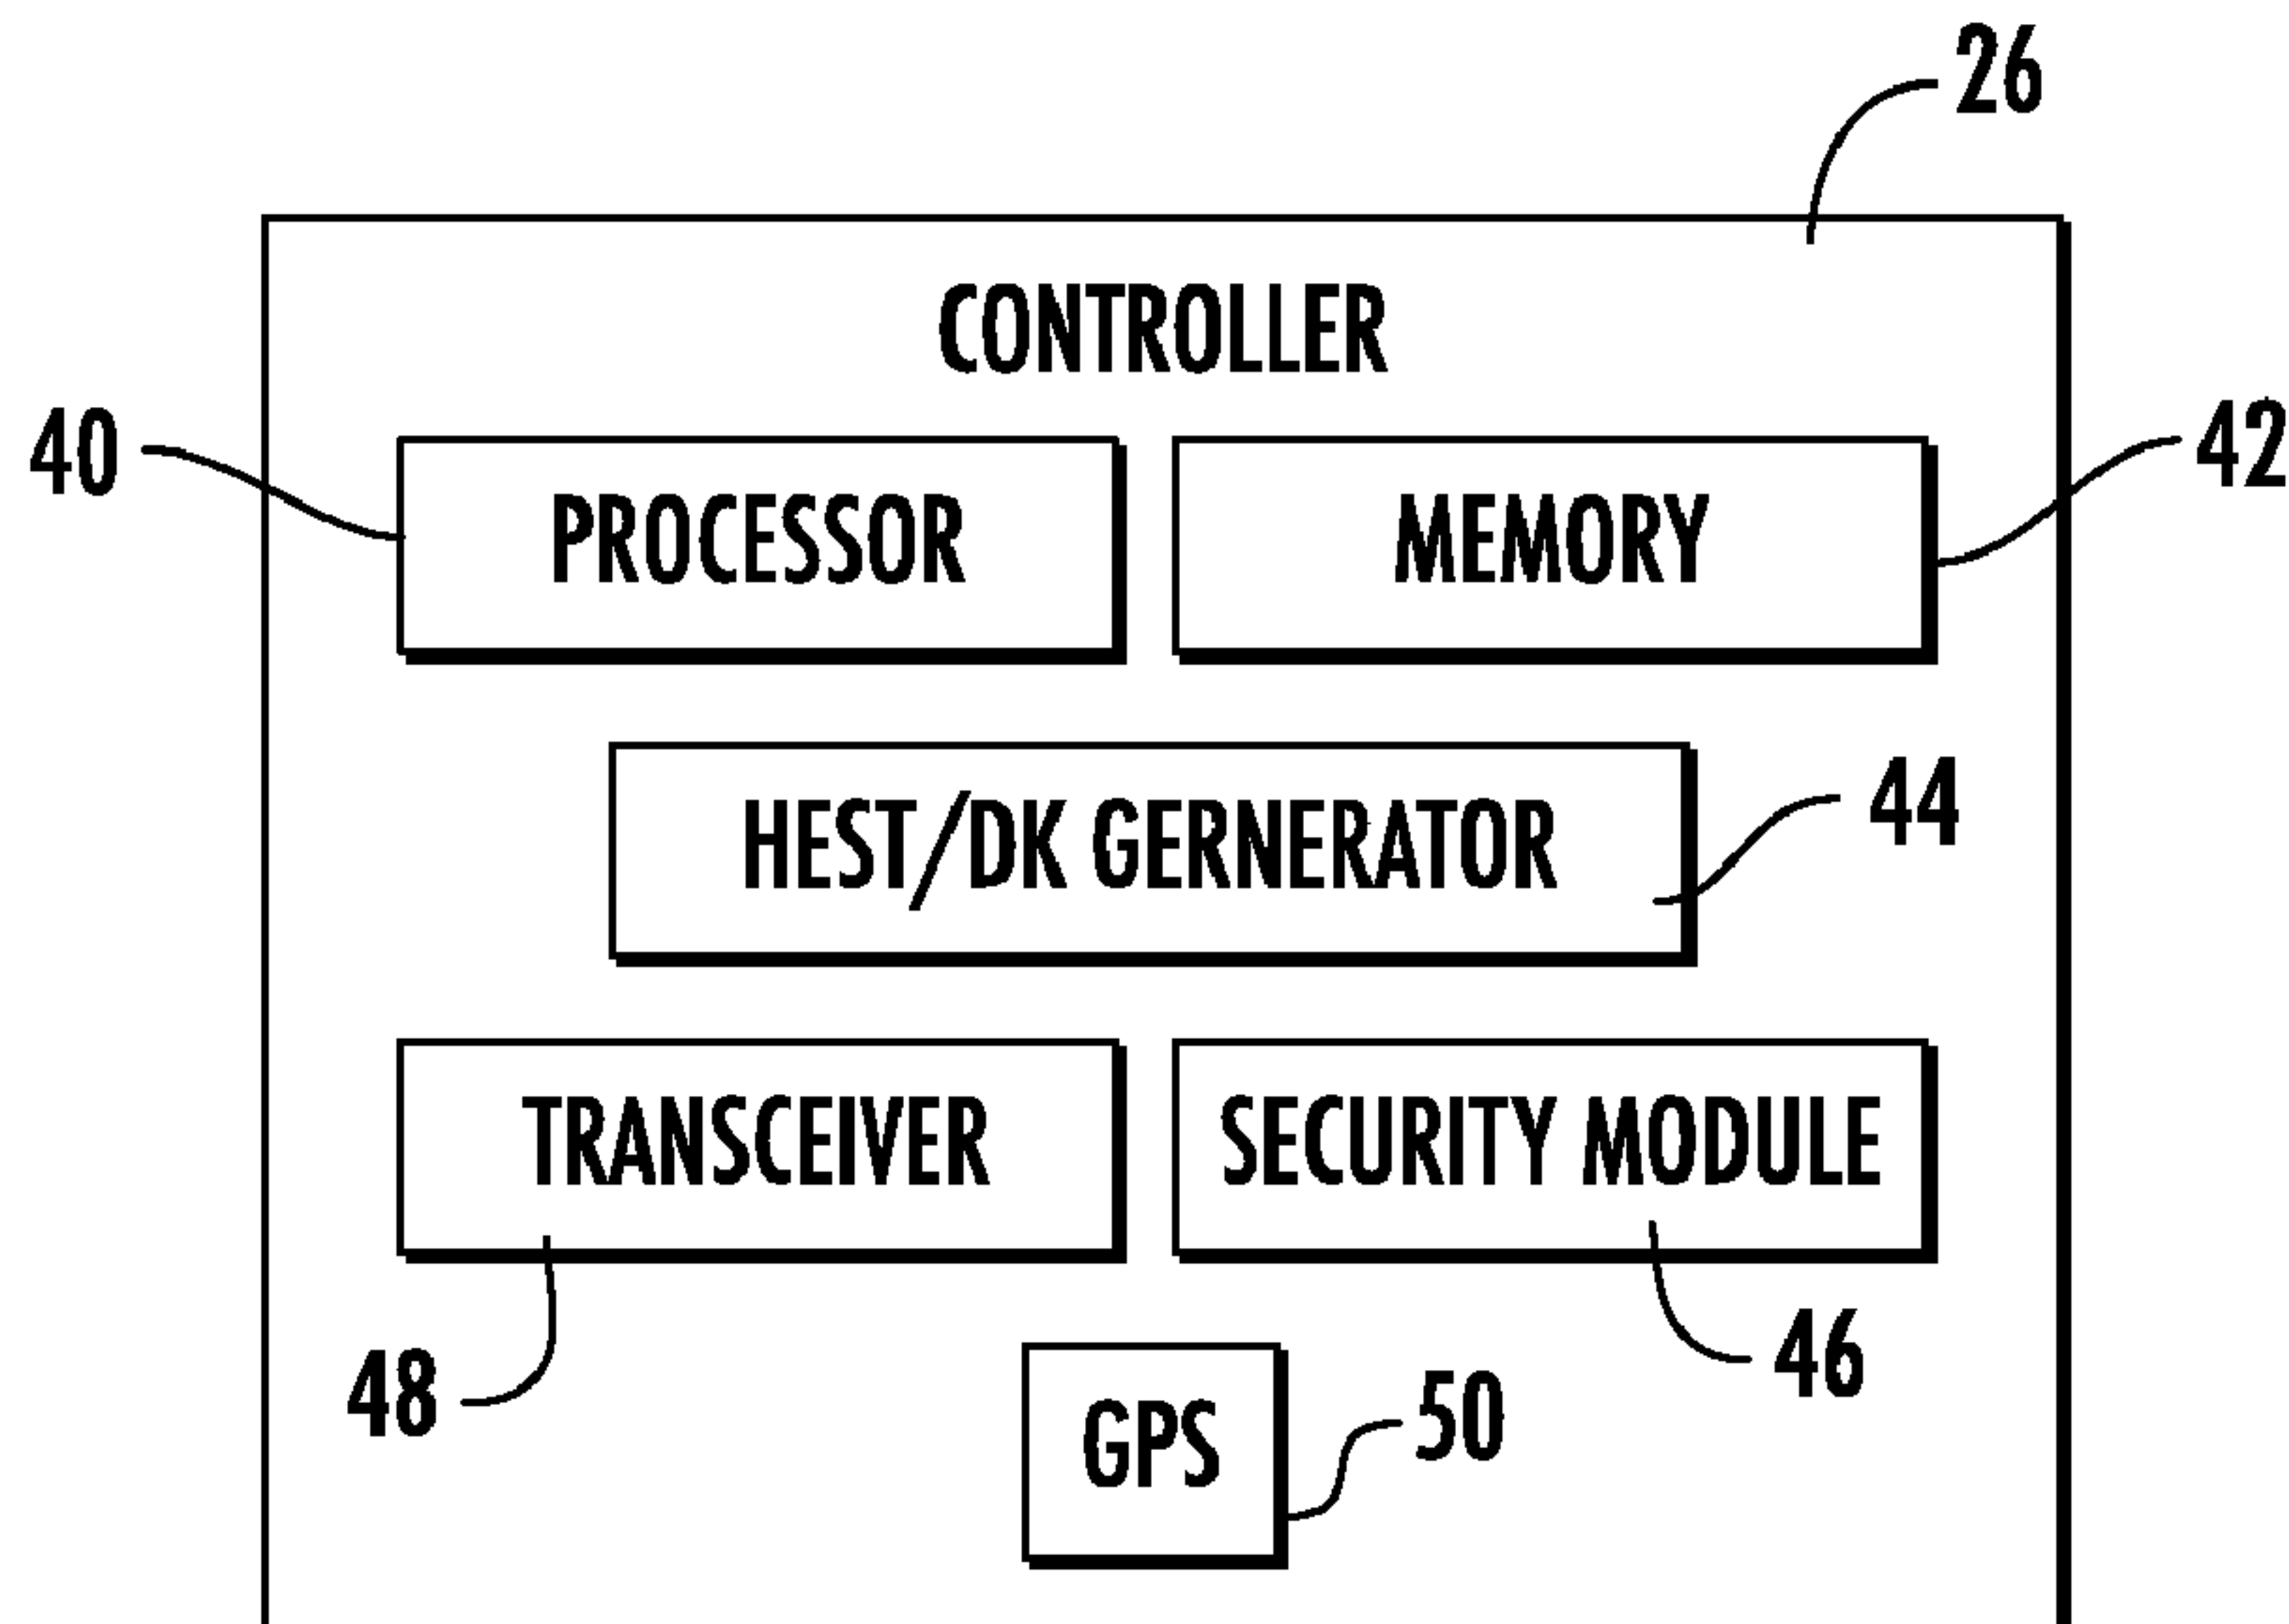 26
CONTROLLER
40
42
PROCESSOR
MEMORY
HEST/DK GERNERATOR
44
TRANSCEIVER
SECURITY MODULE
48
46
GPS
50